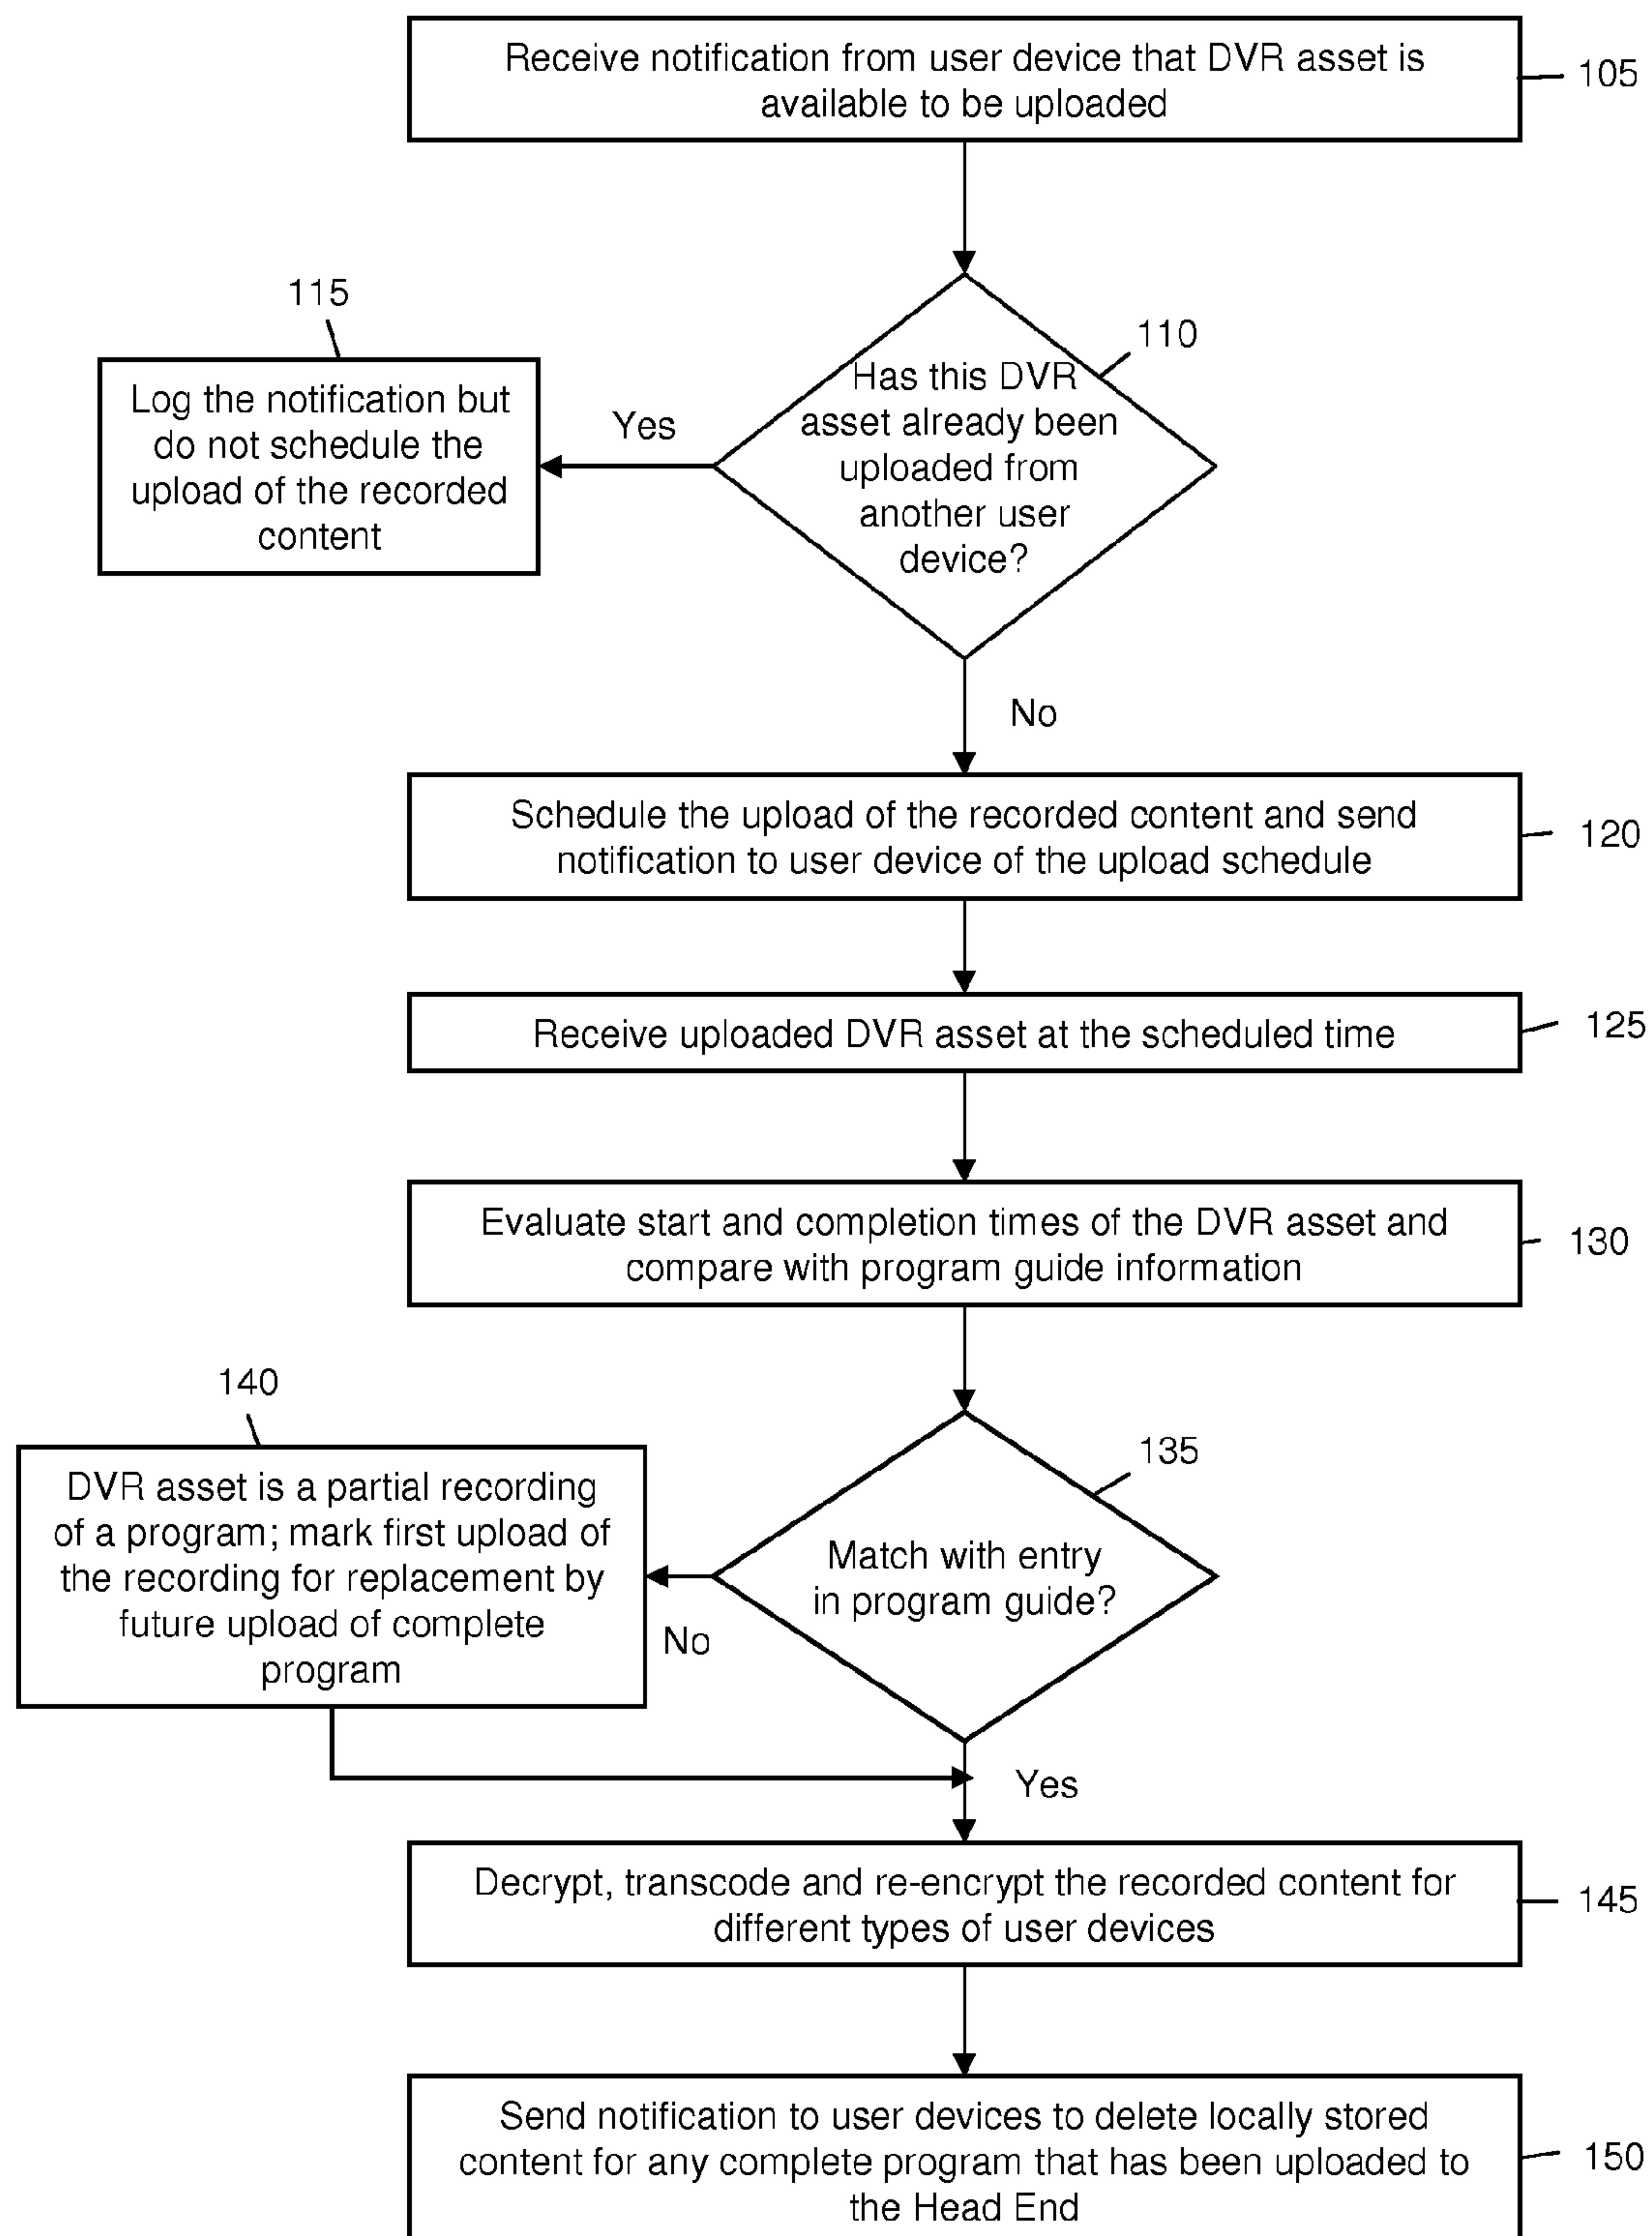 Receive notification from user device that DVR asset is
available to be uploaded
105
115
110
Log the notification but
do not schedule the
upload of the recorded
content
Yes
Has this DVR
asset already been
uploaded from
another user
device?
No
Schedule the upload of the recorded content and send
notification to user device of the upload schedule
120
Receive uploaded DVR asset at the scheduled time
125
Evaluate start and completion times of the DVR asset and
compare with program guide information
130
140
135
DVR asset is a partial recording
of a program; mark first upload of
the recording for replacement by
future upload of complete
program
No
Match with entry
in program guide?
Yes
Decrypt, transcode and re-encrypt the recorded content for
different types of user devices
145
Send notification to user devices to delete locally stored
content for any complete program that has been uploaded to
the Head End
150